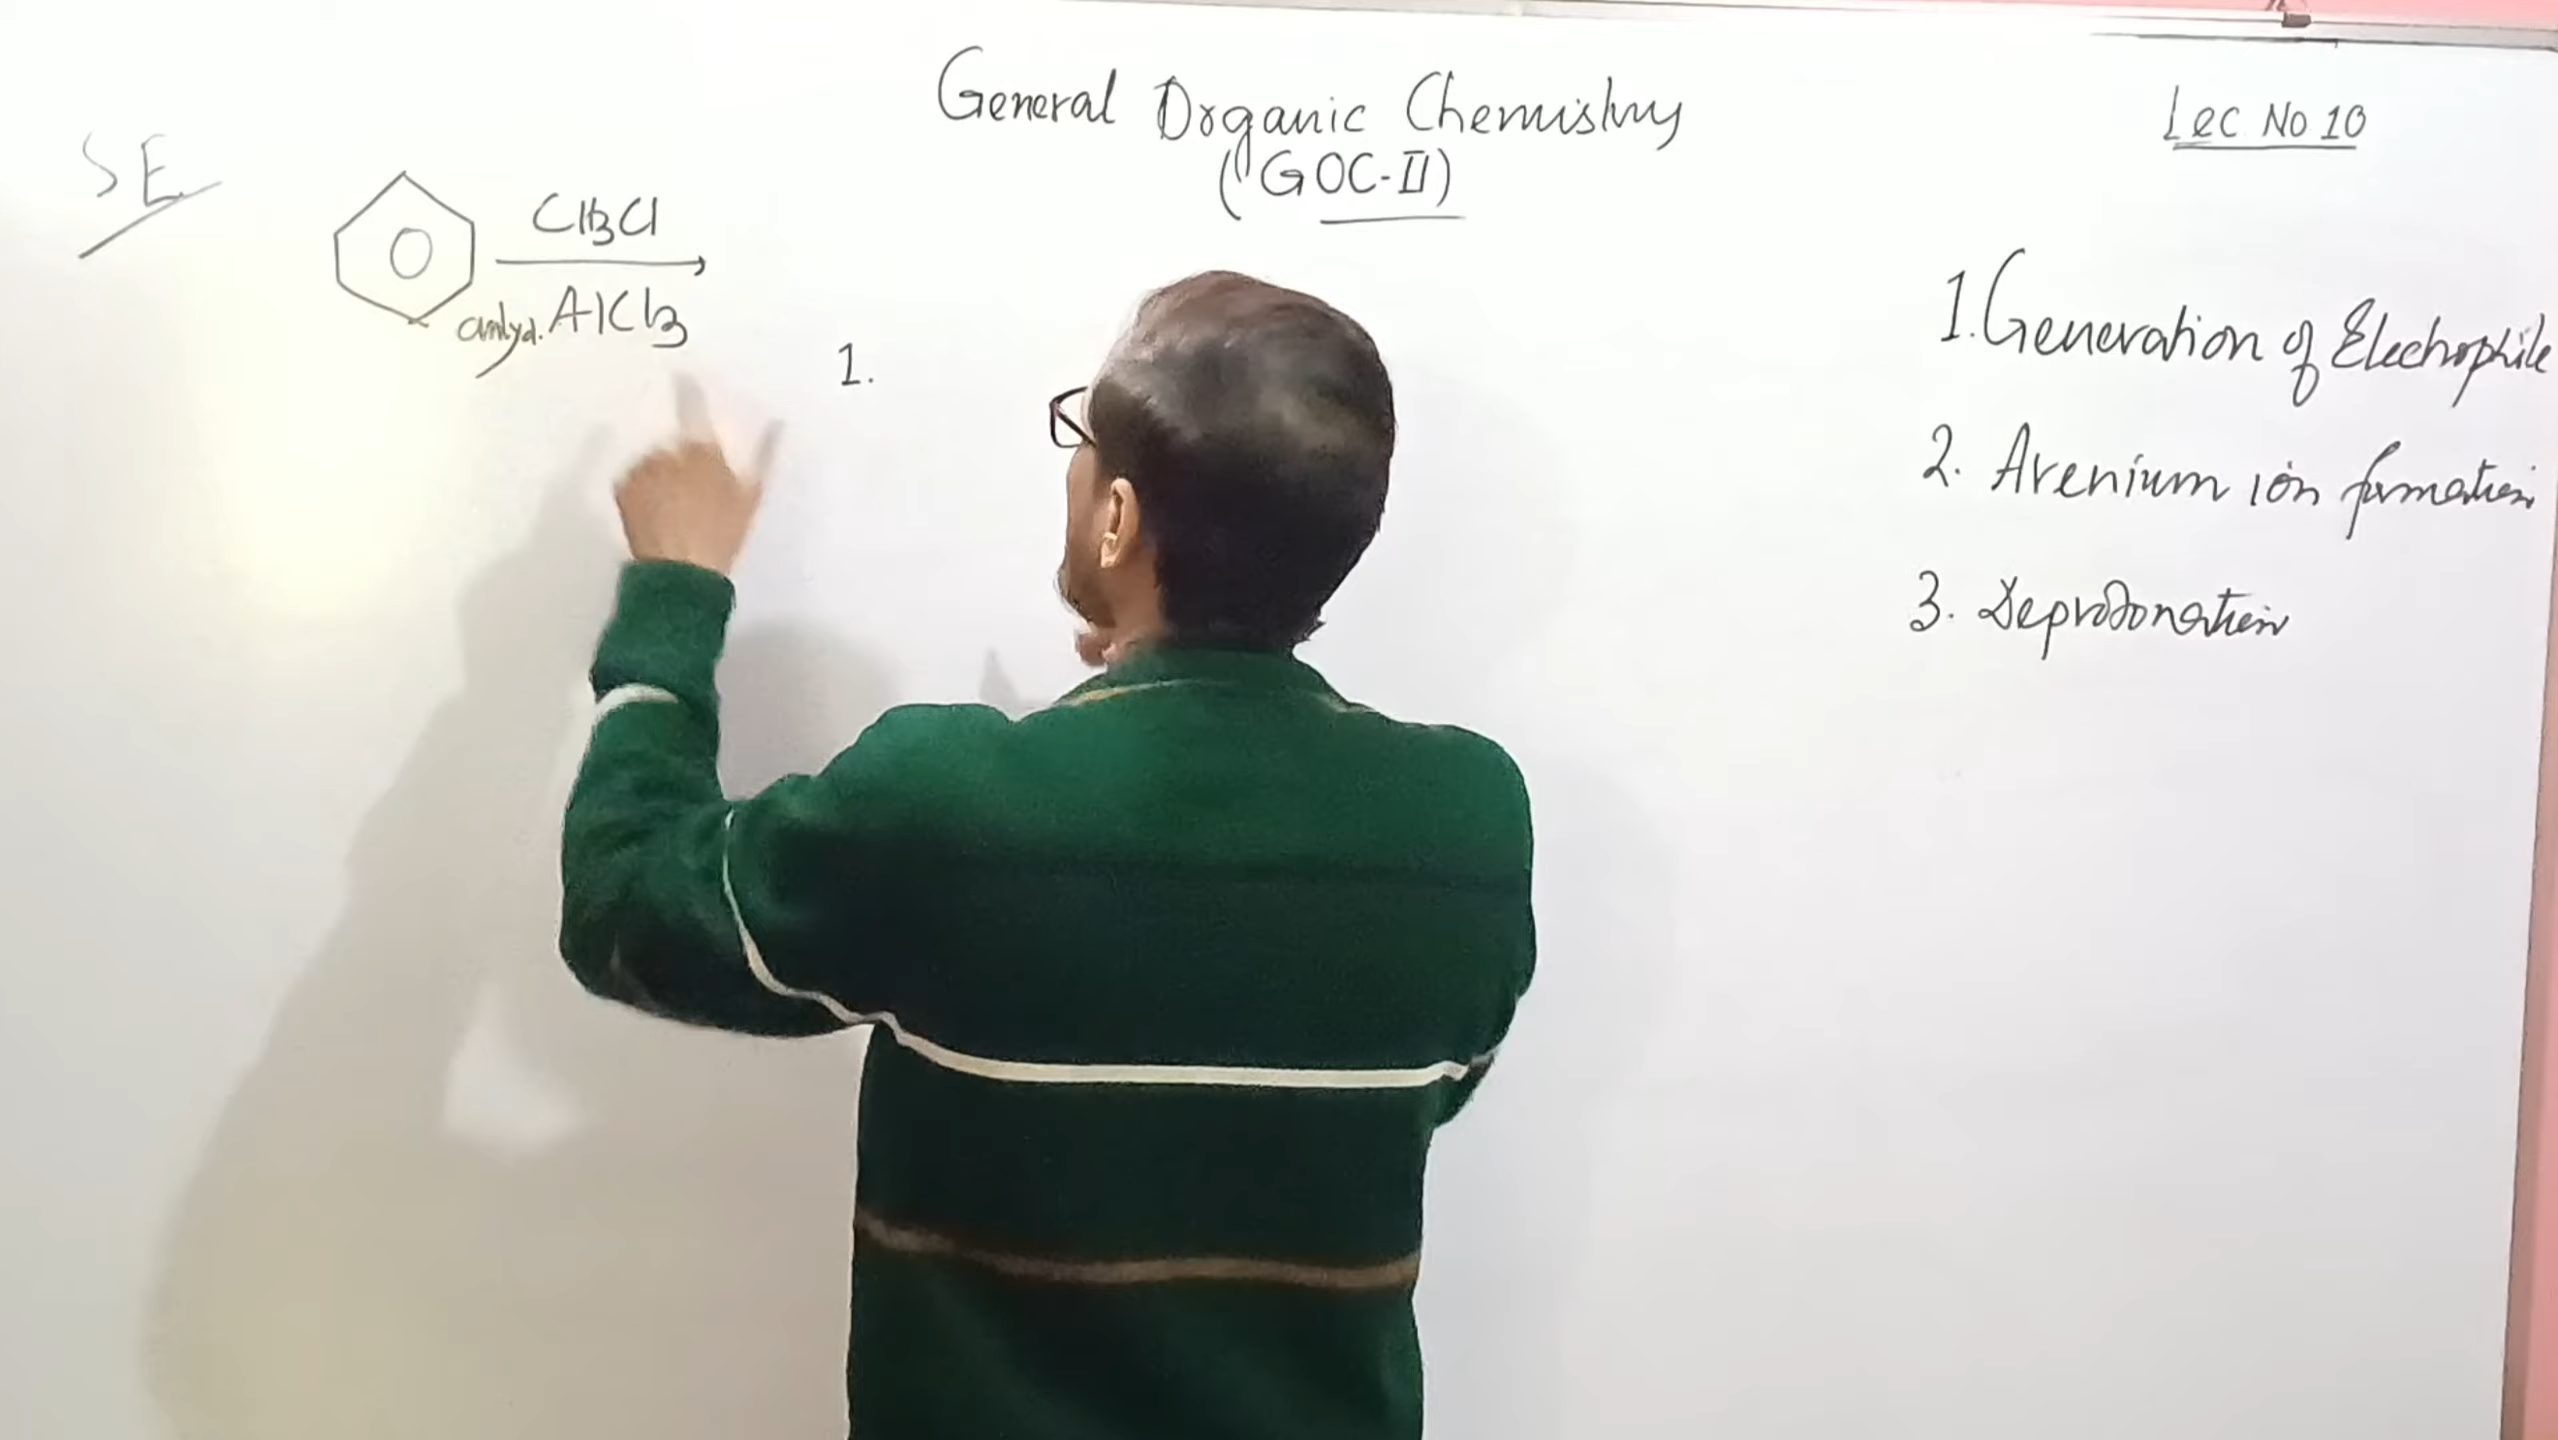 General Organic Chemistry
(GOC-II)
Lec No 10
SE
CH3Cl
anhyd. AlCl3
1.
1. Generation of Electrophile
2. Arenium ion formation
3. Deprotonation